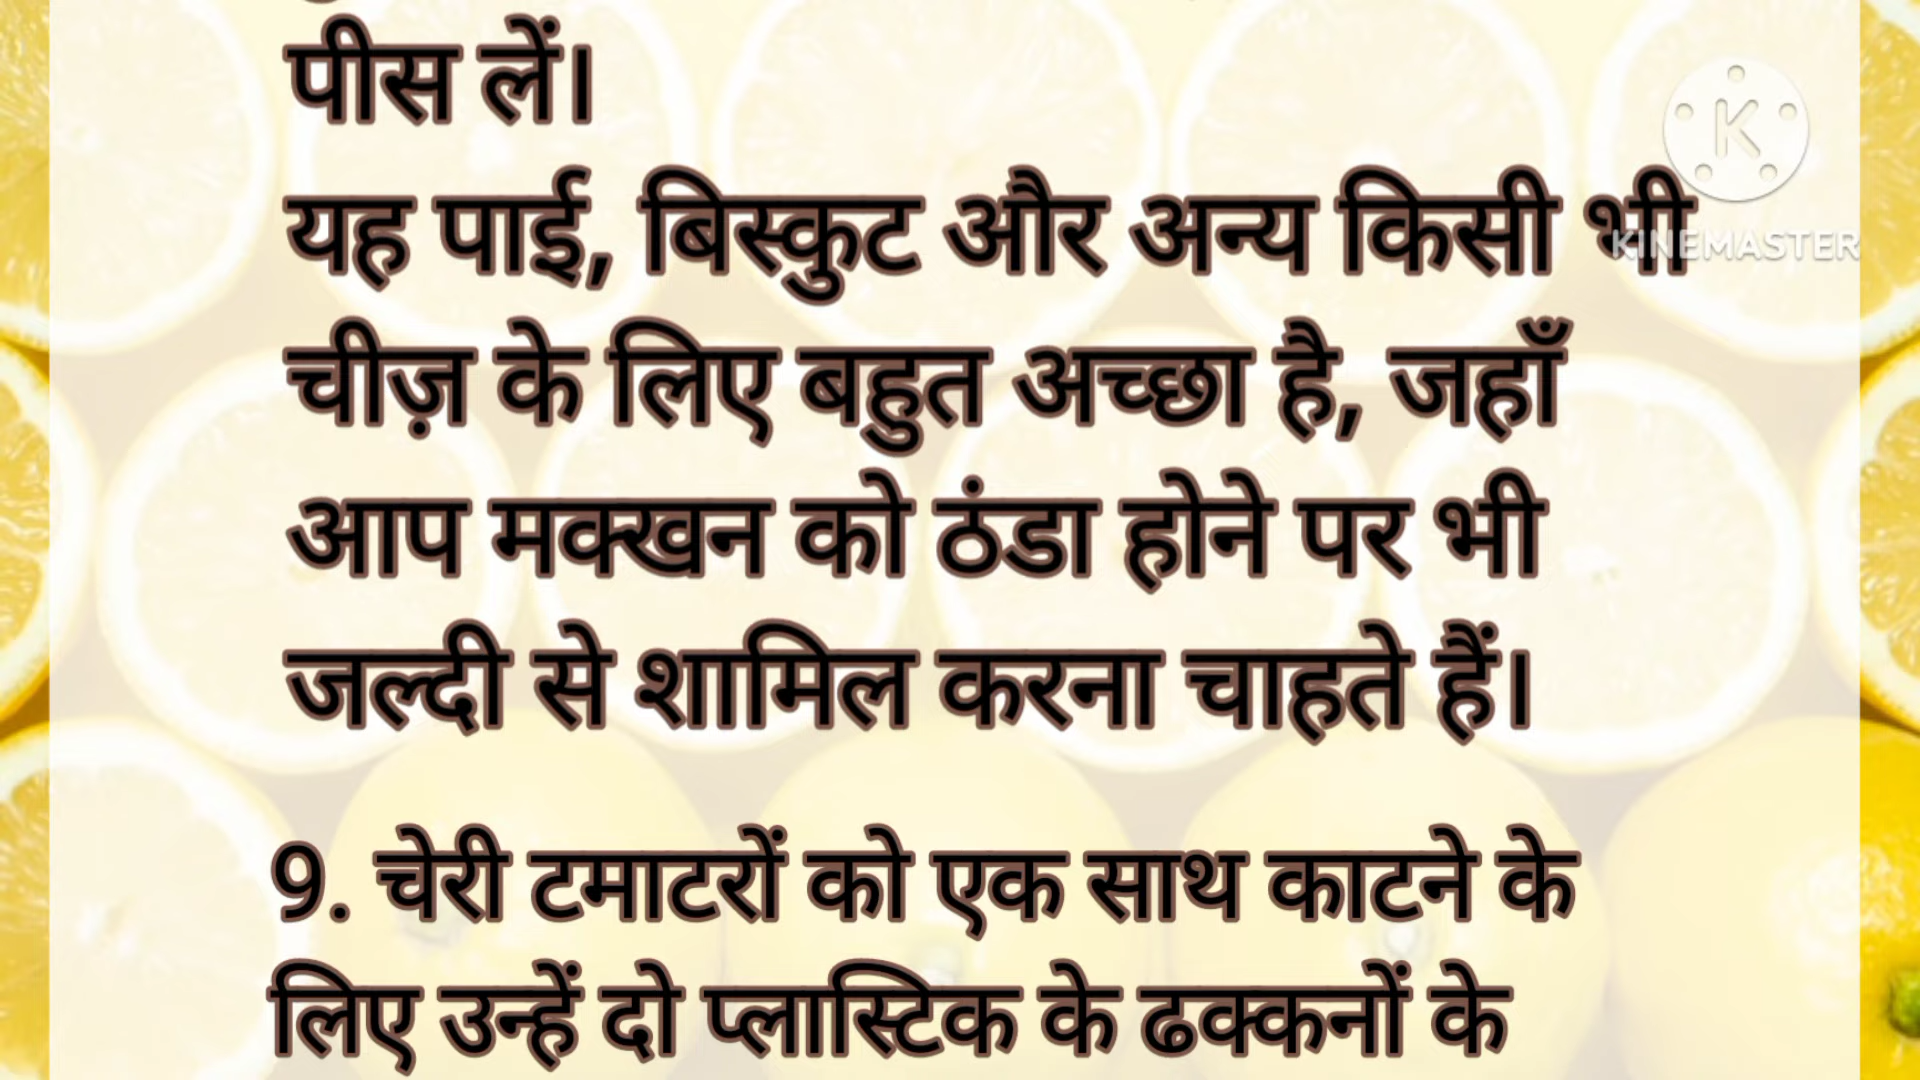 पीस लें।
यह पाई, बिस्कुट और अन्य किसी भी
चीज़ के लिए बहुत अच्छा है, जहाँ
आप मक्खन को ठंडा होने पर भी
जल्दी से शामिल करना चाहते हैं।
9. चेरी टमाटरों को एक साथ काटने के
लिए उन्हें दो प्लास्टिक के ढक्कनों के
K
KINEMASTER